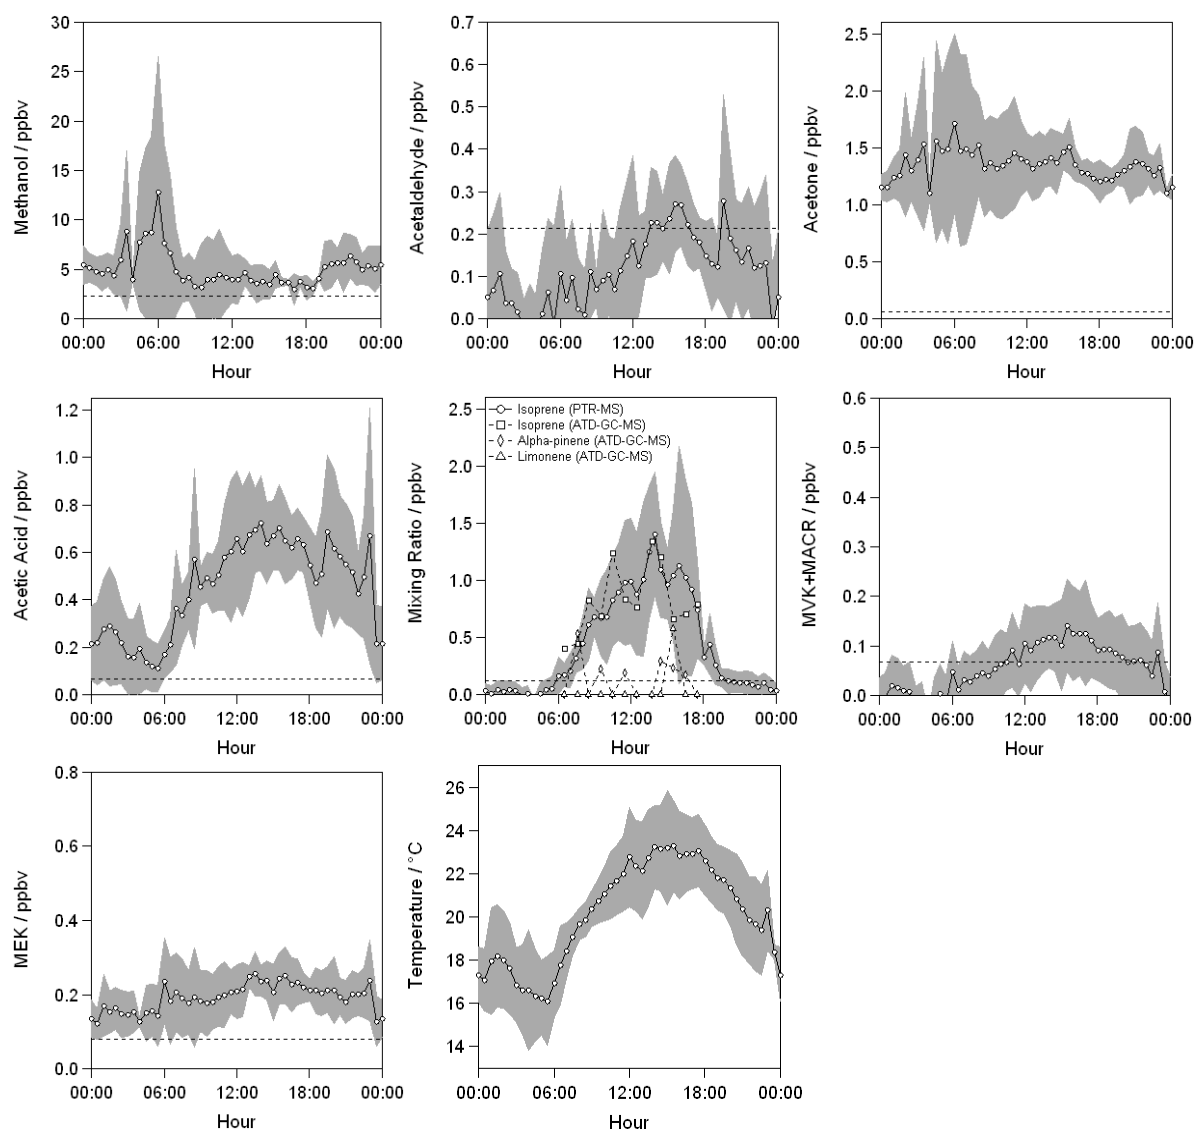 Methanol / ppbv
30
25
20
15
10
5
0
00:00 06:00 12:00 18:00 00:00
Hour
Acetaldehyde / ppbv
0.7
0.6
0.5
0.4
0.3
0.2
0.1
0.0
00:00 06:00 12:00 18:00 00:00
Hour
Acetone / ppbv
2.5
2.0
1.5
1.0
0.5
0.0
00:00 06:00 12:00 18:00 00:00
Hour
Acetic Acid / ppbv
1.2
1.0
0.8
0.6
0.4
0.2
0.0
00:00 06:00 12:00 18:00 00:00
Hour
Mixing Ratio / ppbv
2.5
2.0
1.5
1.0
0.5
0.0
Isoprene (PTR-MS)
Isoprene (ATD-GC-MS)
Alpha-pinene (ATD-GC-MS)
Limonene (ATD-GC-MS)
00:00 06:00 12:00 18:00 00:00
Hour
MVK+MACR / ppbv
0.6
0.5
0.4
0.3
0.2
0.1
0.0
00:00 06:00 12:00 18:00 00:00
Hour
MEK / ppbv
0.8
0.6
0.4
0.2
0.0
00:00 06:00 12:00 18:00 00:00
Hour
Temperature / °C
26
24
22
20
18
16
14
00:00 06:00 12:00 18:00 00:00
Hour